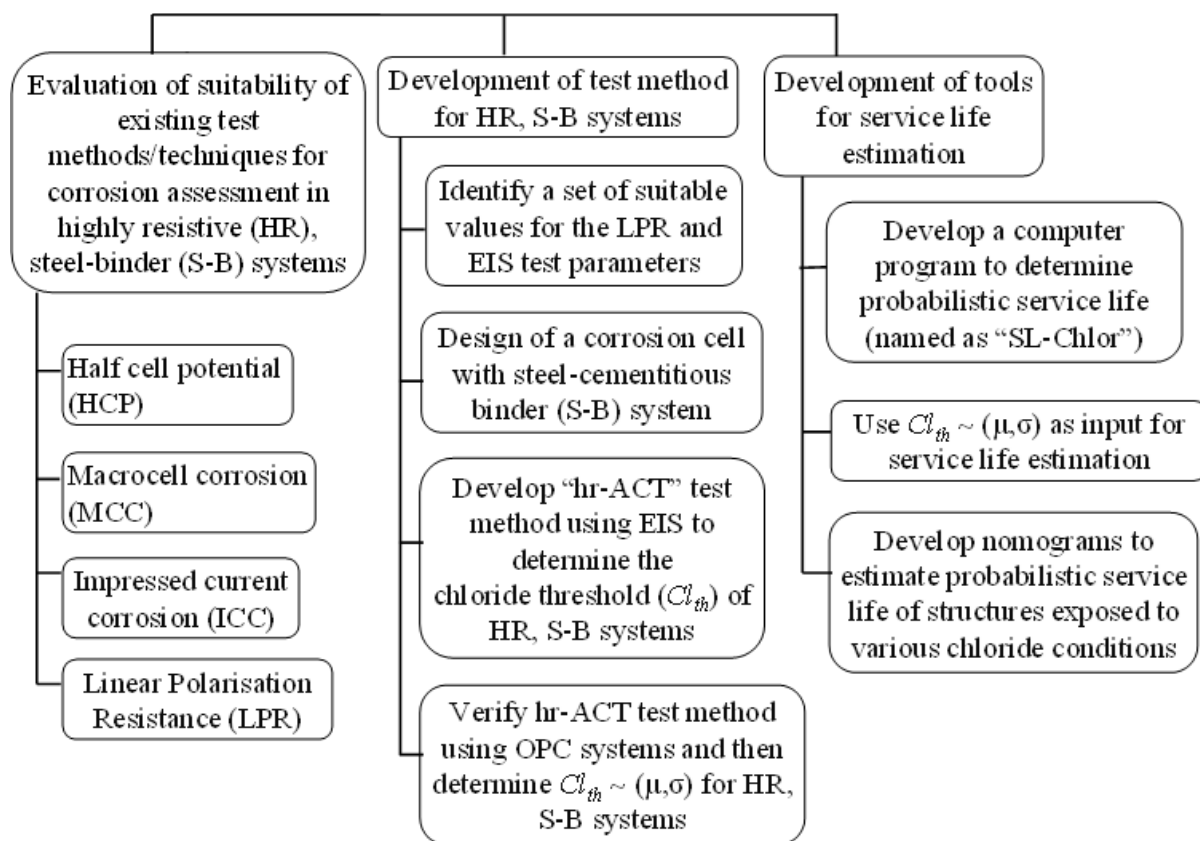 Evaluation of suitability of
existing test
methods/techniques for
corrosion assessment in
highly resistive (HR),
steel-binder (S-B) systems
Half cell potential
(HCP)
Macrocell corrosion
(MCC)
Impressed current
corrosion (ICC)
Linear Polarisation
Resistance (LPR)
Development of test method
for HR, S-B systems
Identify a set of suitable
values for the LPR and
EIS test parameters
Design of a corrosion cell
with steel-cementitious
binder (S-B) system
Develop “hr-ACT” test
method using EIS to
determine the
chloride threshold (Cl_th) of
HR, S-B systems
Verify hr-ACT test method
using OPC systems and then
determine Cl_th ~ (μ,σ) for HR,
S-B systems
Development of tools
for service life
estimation
Develop a computer
program to determine
probabilistic service life
(named as “SL-Chlor”)
Use Cl_th ~ (μ,σ) as input for
service life estimation
Develop nomograms to
estimate probabilistic service
life of structures exposed to
various chloride conditions